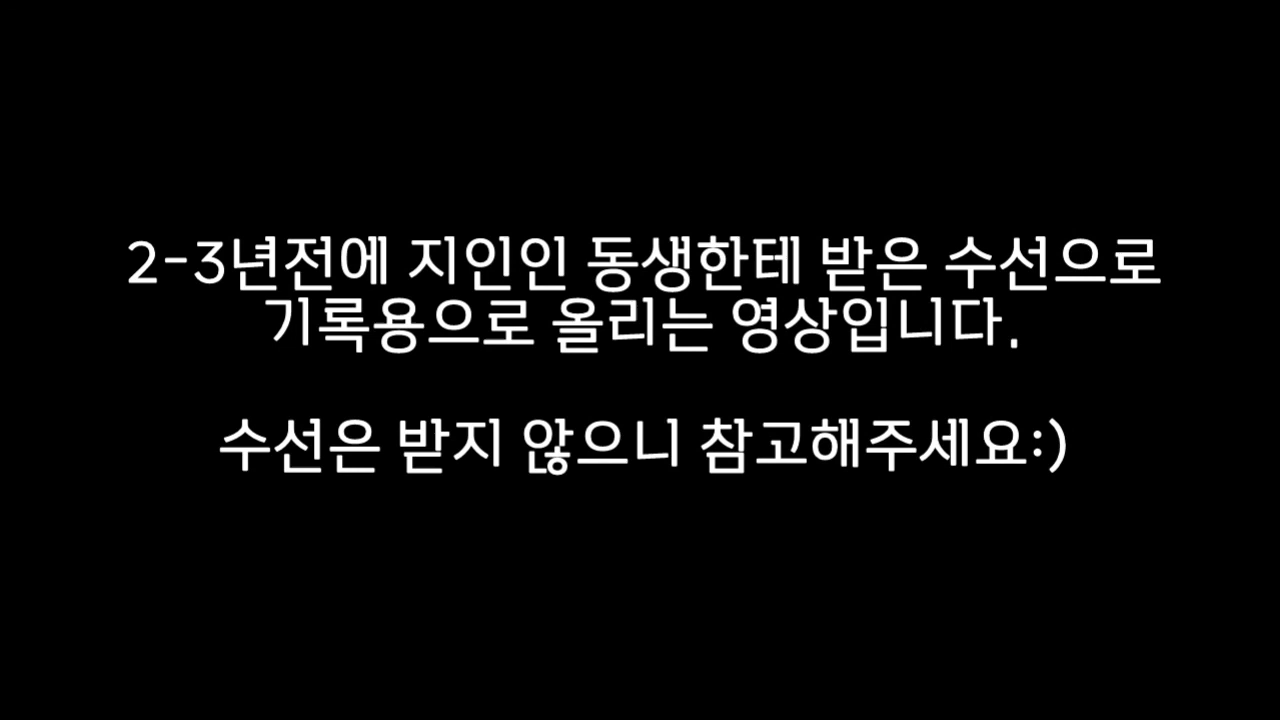 2-3년전에 지인인 동생한테 받은 수선으로
기록용으로 올리는 영상입니다.
수선은 받지 않으니 참고해주세요:)